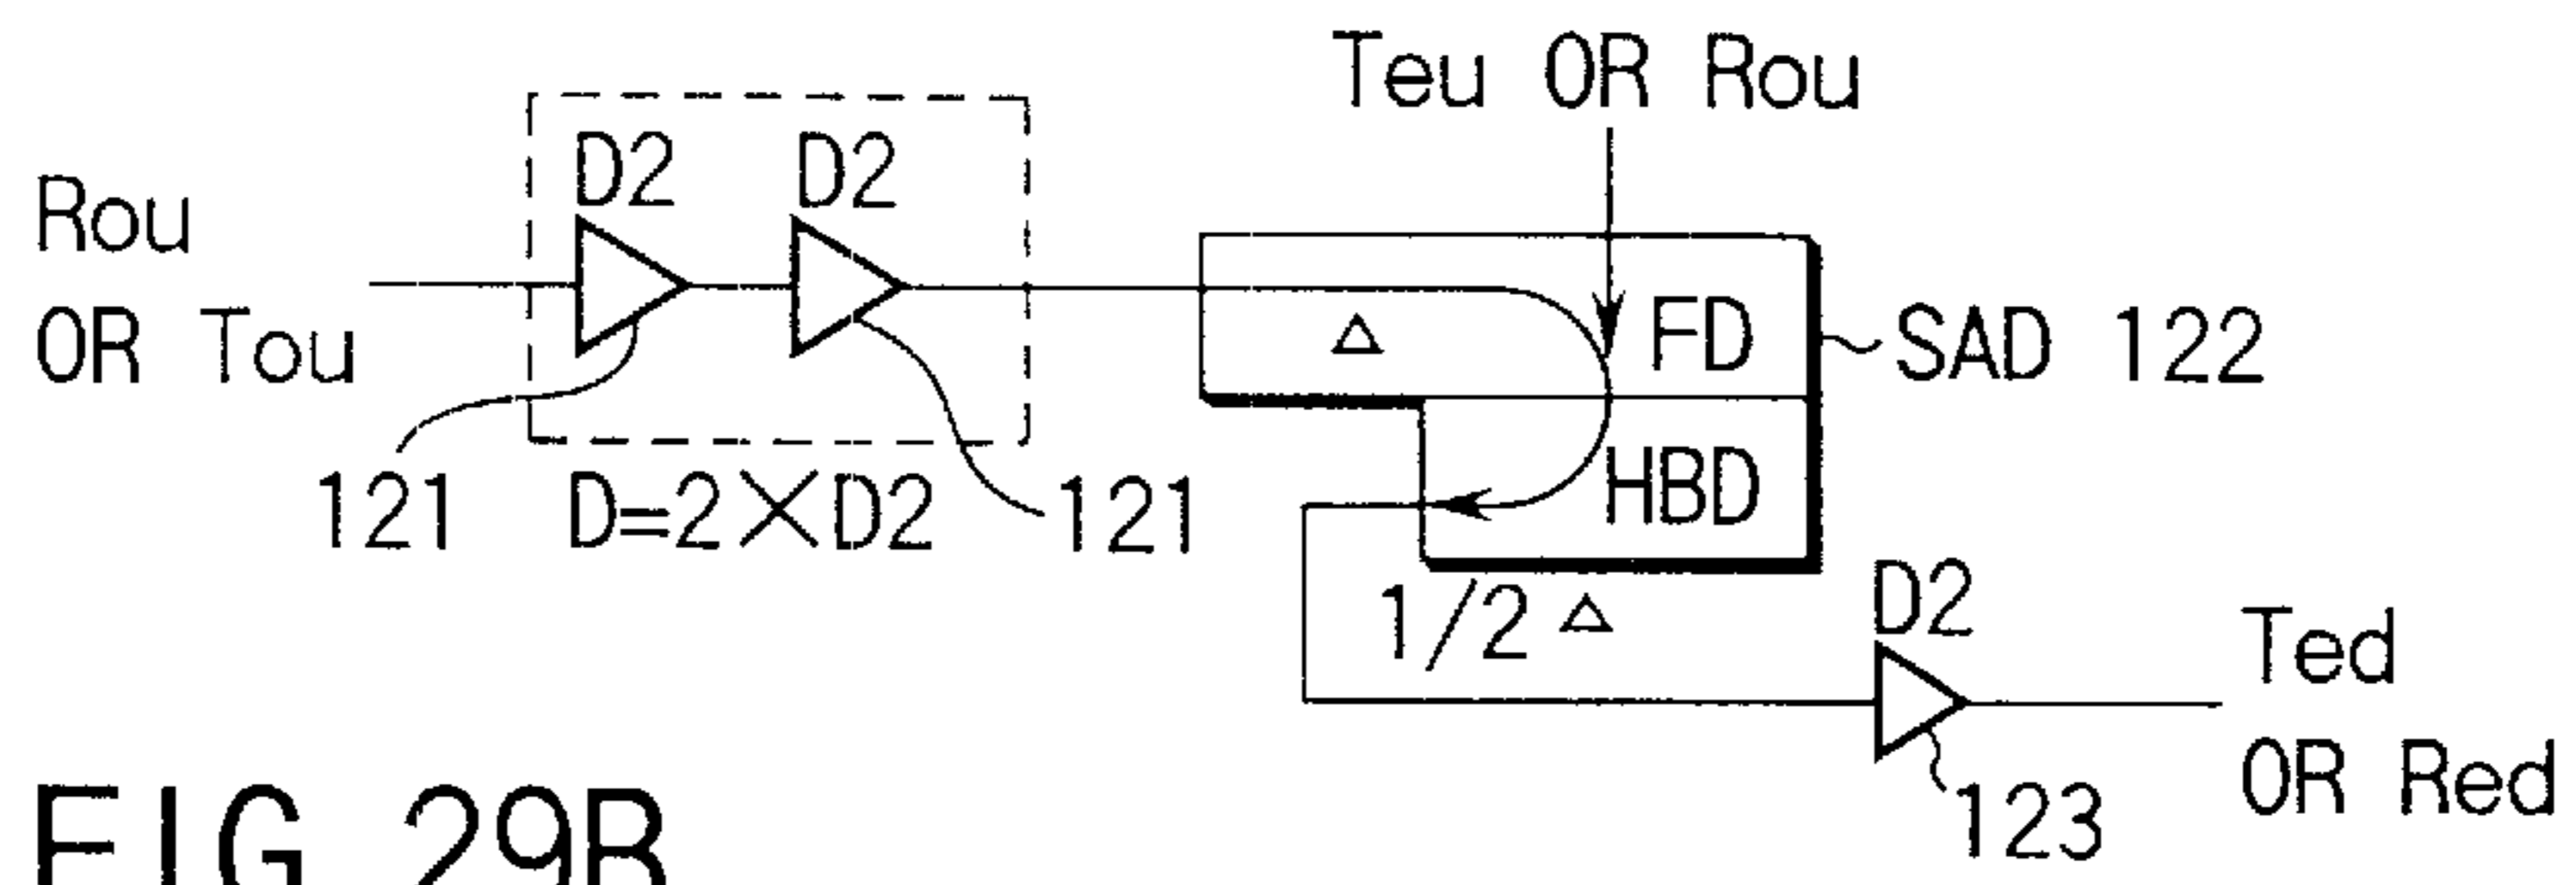 Teu OR Rou
D2 D2
Rou
OR Tou
△ FD
SAD 122
HBD
121 D=2×D2 121
1/2 △
D2
Ted
OR Red
123
FIG. 29B